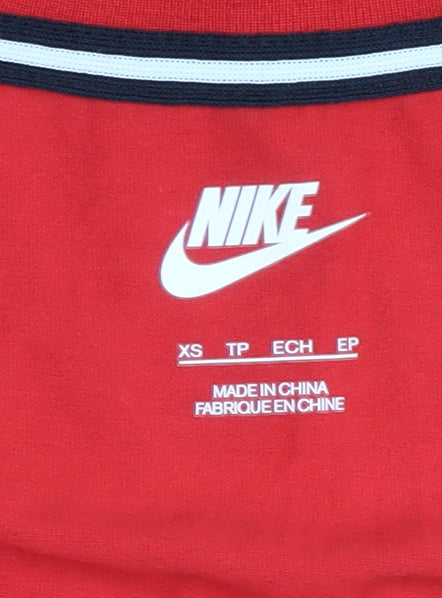 NIKE
XS TP ECH EP
MADE IN CHINA
FABRIQUE EN CHINE